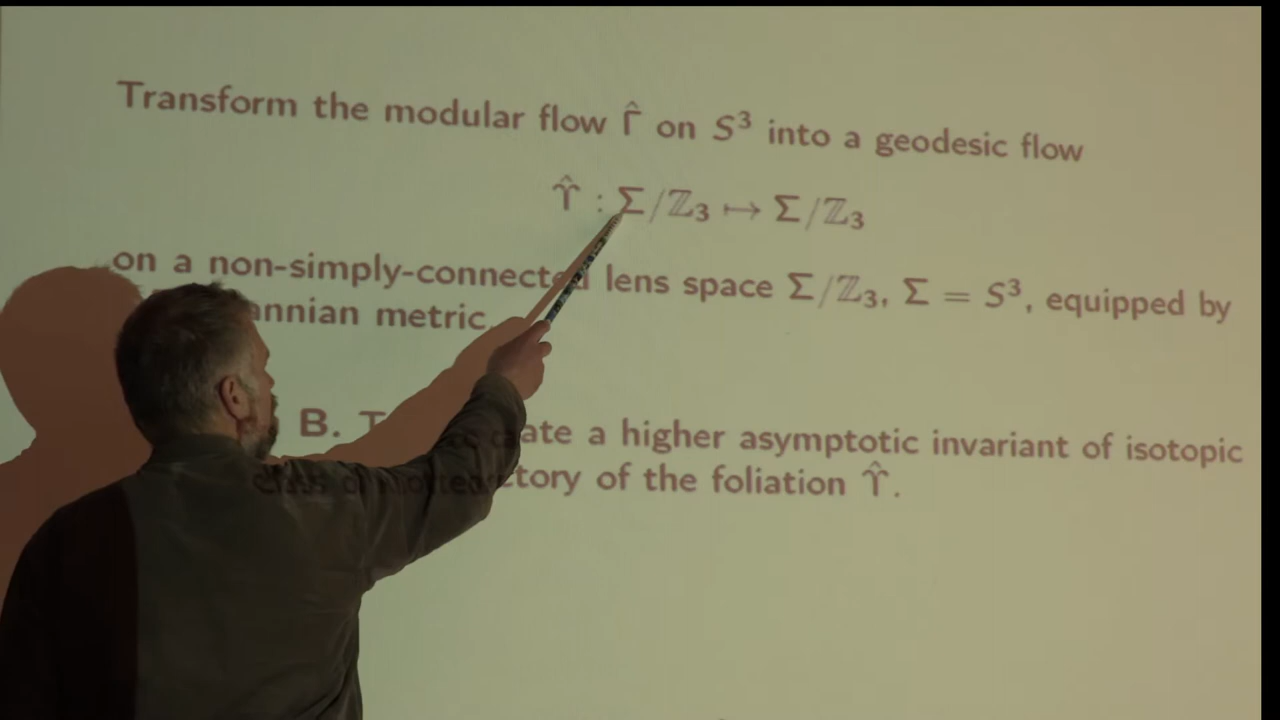 Transform the modular flow Γ̂ on S³ into a geodesic flow
ϒ̂ : Σ/ℤ₃ ↦ Σ/ℤ₃
on a non-simply-connected lens space Σ/ℤ₃, Σ = S³, equipped by
annian metric.
B. T ate a higher asymptotic invariant of isotopic
ctory of the foliation ϒ̂.